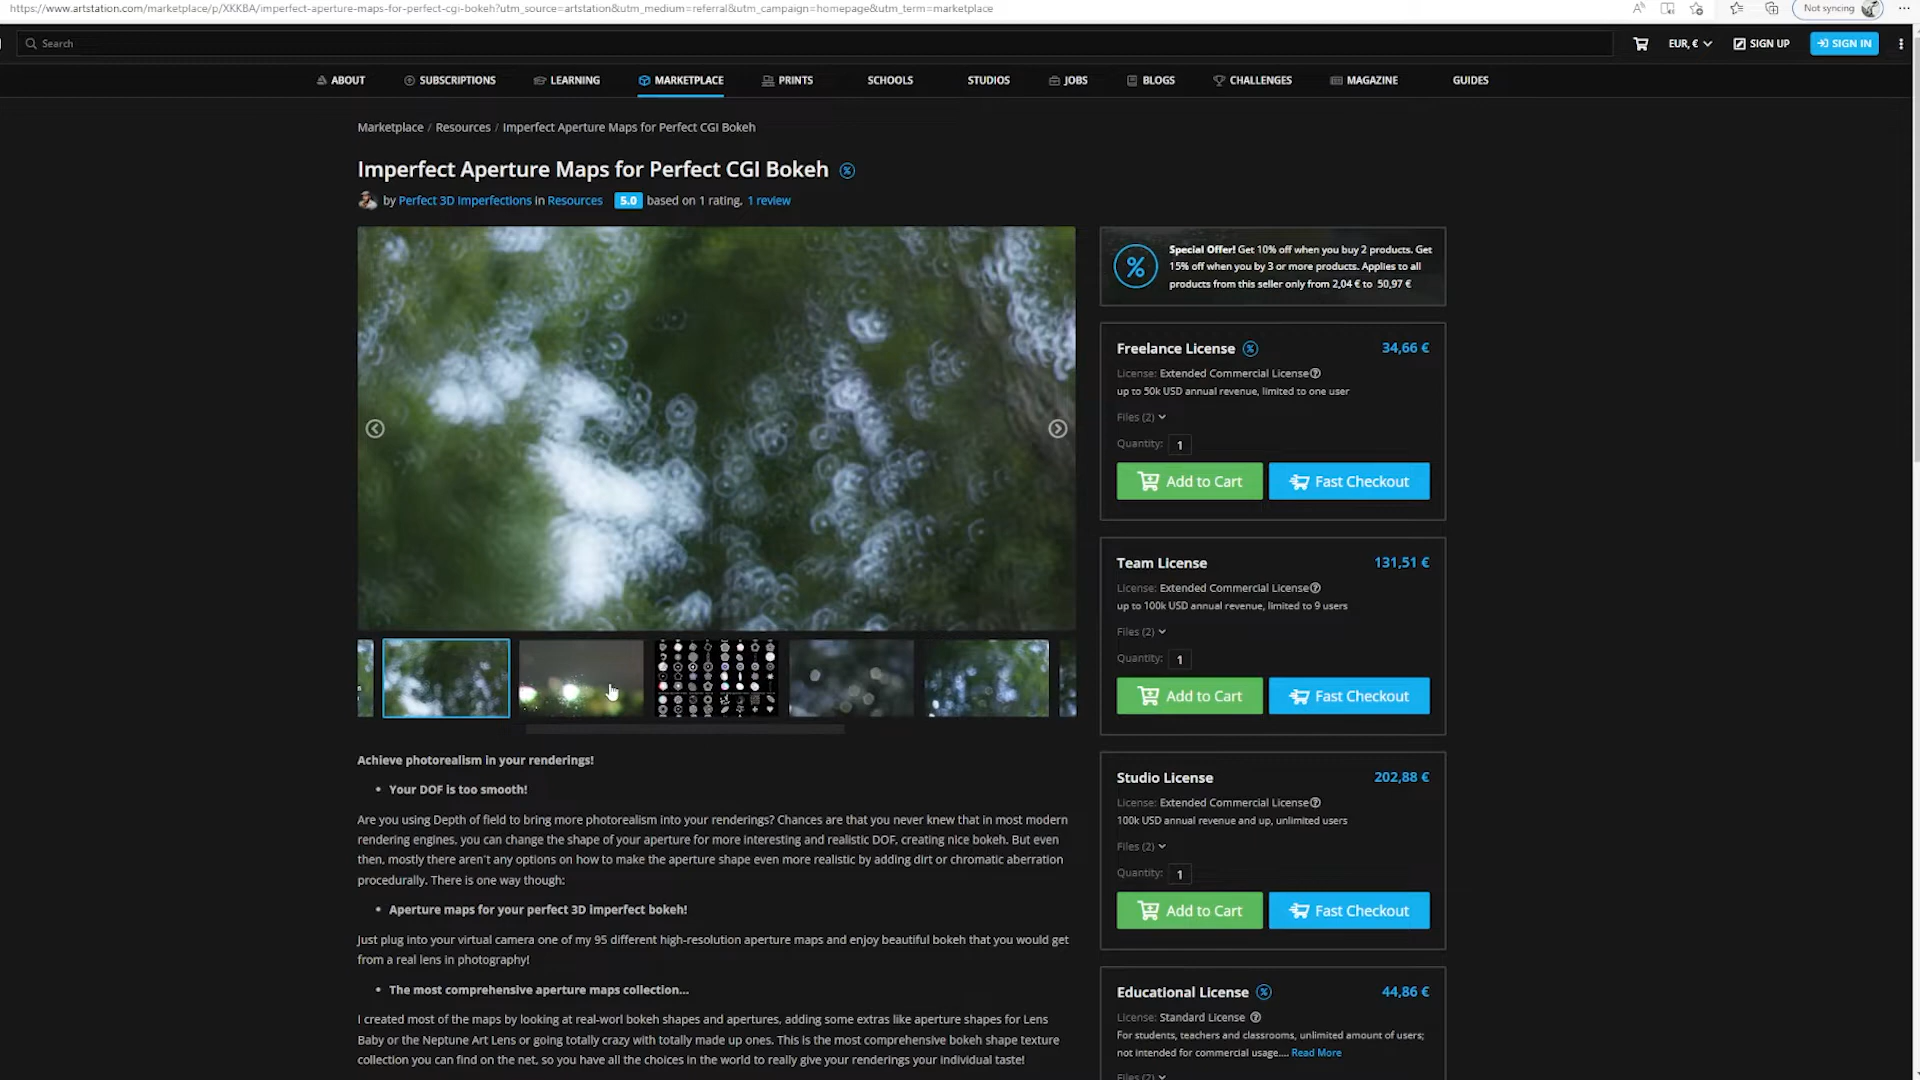 https://www.artstation.com/marketplace/p/XKKBA/imperfect-aperture-maps-for-perfect-cgi-bokeh?utm_source=artstation&utm_medium=referral&utm_campaign=homepage&utm_term=marketplace
Not syncing
Search
EUR, €
SIGN UP
SIGN IN
ABOUT
SUBSCRIPTIONS
LEARNING
MARKETPLACE
PRINTS
SCHOOLS
STUDIOS
JOBS
BLOGS
CHALLENGES
MAGAZINE
GUIDES
Marketplace / Resources / Imperfect Aperture Maps for Perfect CGI Bokeh
Imperfect Aperture Maps for Perfect CGI Bokeh
by Perfect 3D Imperfections in Resources 5.0 based on 1 rating, 1 review
Achieve photorealism in your renderings!
• Your DOF is too smooth!
Are you using Depth of field to bring more photorealism into your renderings? Chances are that you never knew that in most modern
rendering engines, you can change the shape of your aperture for more interesting and realistic DOF, creating nice bokeh. But even
then, mostly there aren't any options on how to make the aperture shape even more realistic by adding dirt or chromatic aberration
procedurally. There is one way though:
• Aperture maps for your perfect 3D imperfect bokeh!
Just plug into your virtual camera one of my 95 different high-resolution aperture maps and enjoy beautiful bokeh that you would get
from a real lens in photography!
• The most comprehensive aperture maps collection...
I created most of the maps by looking at real-worl bokeh shapes and apertures, adding some extras like aperture shapes for Lens
Baby or the Neptune Art Lens or going totally crazy with totally made up ones. This is the most comprehensive bokeh shape texture
collection you can find on the net, so you have all the choices in the world to really give your renderings your individual taste!
Special Offer! Get 10% off when you buy 2 products. Get
15% off when you by 3 or more products. Applies to all
products from this seller only from 2,04 € to 50,97 €
Freelance License 34,66 €
License: Extended Commercial License
up to 50k USD annual revenue, limited to one user
Files (2)
Quantity: 1
Add to Cart
Fast Checkout
Team License 131,51 €
License: Extended Commercial License
up to 100k USD annual revenue, limited to 9 users
Files (2)
Quantity: 1
Add to Cart
Fast Checkout
Studio License 202,88 €
License: Extended Commercial License
100k USD annual revenue and up, unlimited users
Files (2)
Quantity: 1
Add to Cart
Fast Checkout
Educational License 44,86 €
License: Standard License
For students, teachers and classrooms, unlimited amount of users;
not intended for commercial usage.... Read More
Files (2)